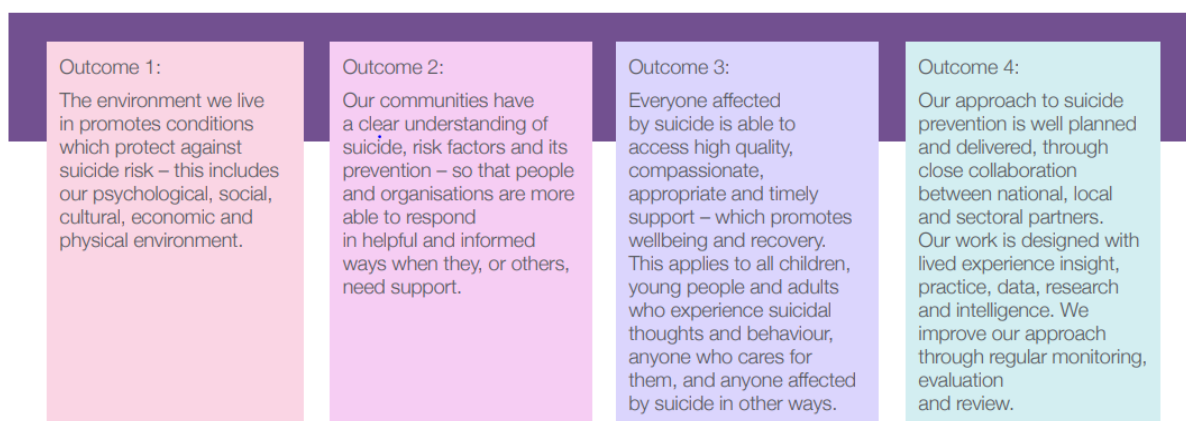 Outcome 1:
The environment we live
in promotes conditions
which protect against
suicide risk – this includes
our psychological, social,
cultural, economic and
physical environment.
Outcome 2:
Our communities have
a clear understanding of
suicide, risk factors and its
prevention – so that people
and organisations are more
able to respond
in helpful and informed
ways when they, or others,
need support.
Outcome 3:
Everyone affected
by suicide is able to
access high quality,
compassionate,
appropriate and timely
support – which promotes
wellbeing and recovery.
This applies to all children,
young people and adults
who experience suicidal
thoughts and behaviour,
anyone who cares for
them, and anyone affected
by suicide in other ways.
Outcome 4:
Our approach to suicide
prevention is well planned
and delivered, through
close collaboration
between national, local
and sectoral partners.
Our work is designed with
lived experience insight,
practice, data, research
and intelligence. We
improve our approach
through regular monitoring,
evaluation
and review.